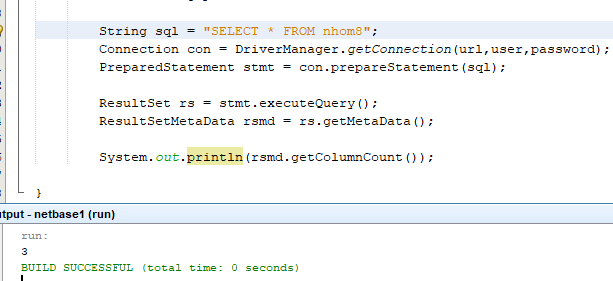 String sql = "SELECT * FROM nhom8";
Connection con = DriverManager.getConnection(url,user,password);
PreparedStatement stmt = con.prepareStatement(sql);
ResultSet rs = stmt.executeQuery();
ResultSetMetaData rsmd = rs.getMetaData();
System.out.println(rsmd.getColumnCount());
}
tput - netbase1 (run)
run:
3
BUILD SUCCESSFUL (total time: 0 seconds)